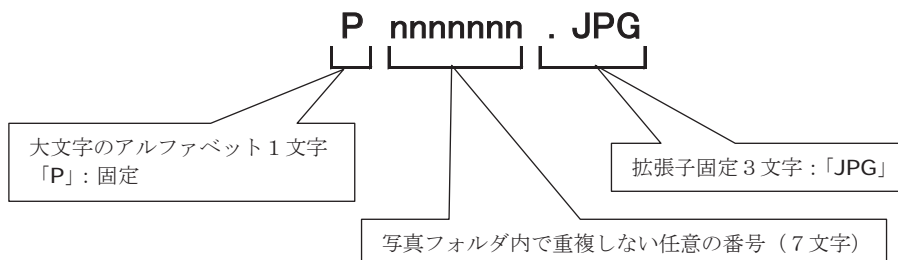 P nnnnnnn . JPG
大文字のアルファベット1文字
「P」：固定
拡張子固定3文字：「JPG」
写真フォルダ内で重複しない任意の番号（7文字）